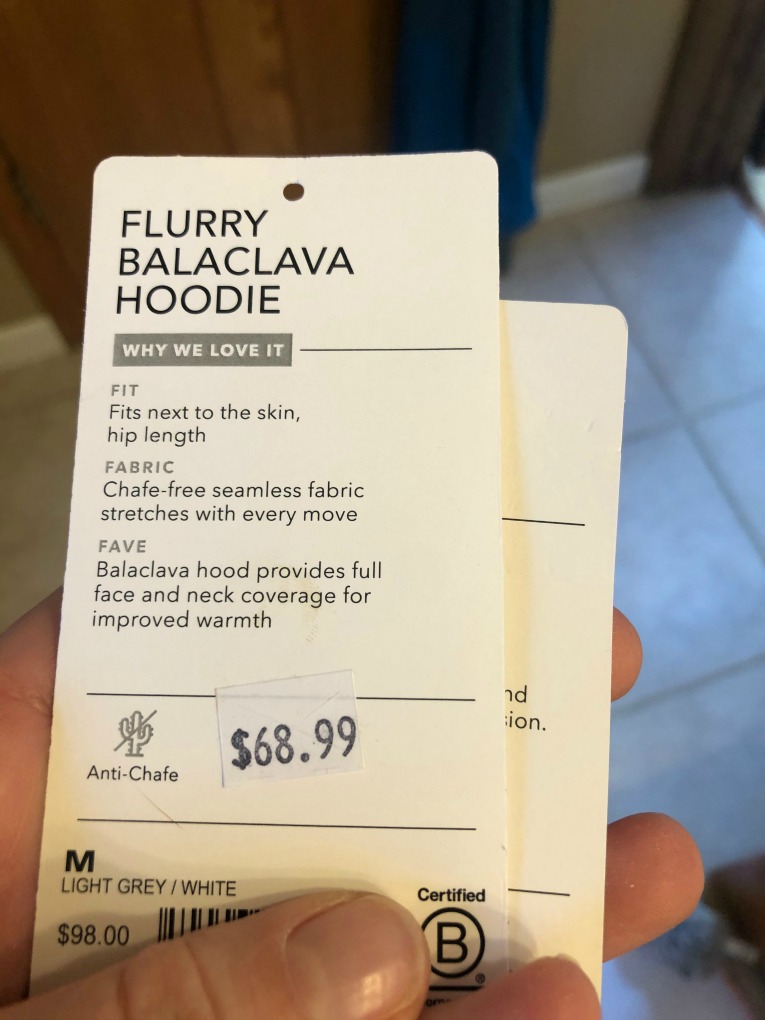 FLURRY
BALACLAVA
HOODIE
WHY WE LOVE IT
FIT
Fits next to the skin,
hip length
FABRIC
Chafe-free seamless fabric
stretches with every move
FAVE
Balaclava hood provides full
face and neck coverage for
improved warmth
$68.99
Anti-Chafe
M
LIGHT GREY / WHITE
$98.00
Certified
B
®